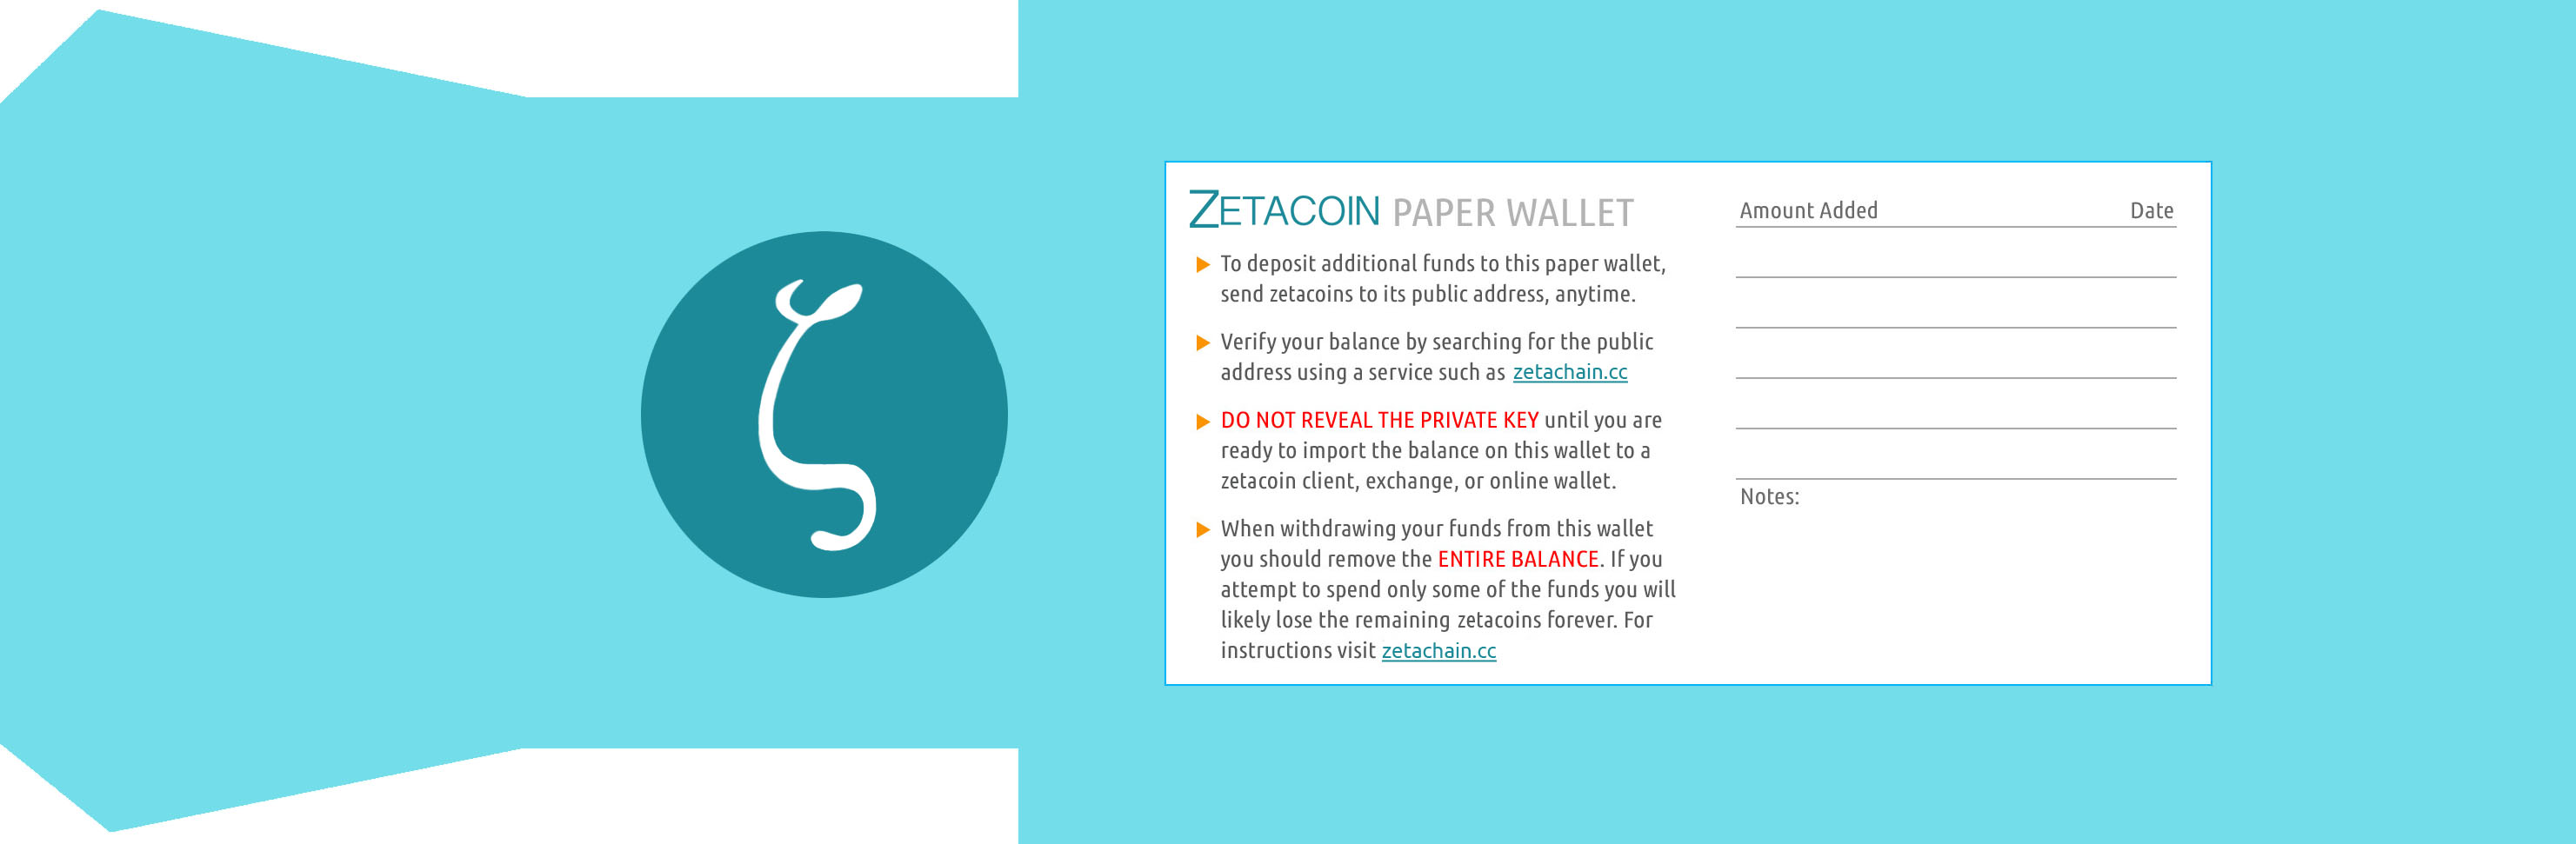 ζ
ZETACOIN PAPER WALLET
To deposit additional funds to this paper wallet,
send zetacoins to its public address, anytime.
Verify your balance by searching for the public
address using a service such as zetachain.cc
DO NOT REVEAL THE PRIVATE KEY until you are
ready to import the balance on this wallet to a
zetacoin client, exchange, or online wallet.
When withdrawing your funds from this wallet
you should remove the ENTIRE BALANCE. If you
attempt to spend only some of the funds you will
likely lose the remaining zetacoins forever. For
instructions visit zetachain.cc
Amount Added Date
Notes: